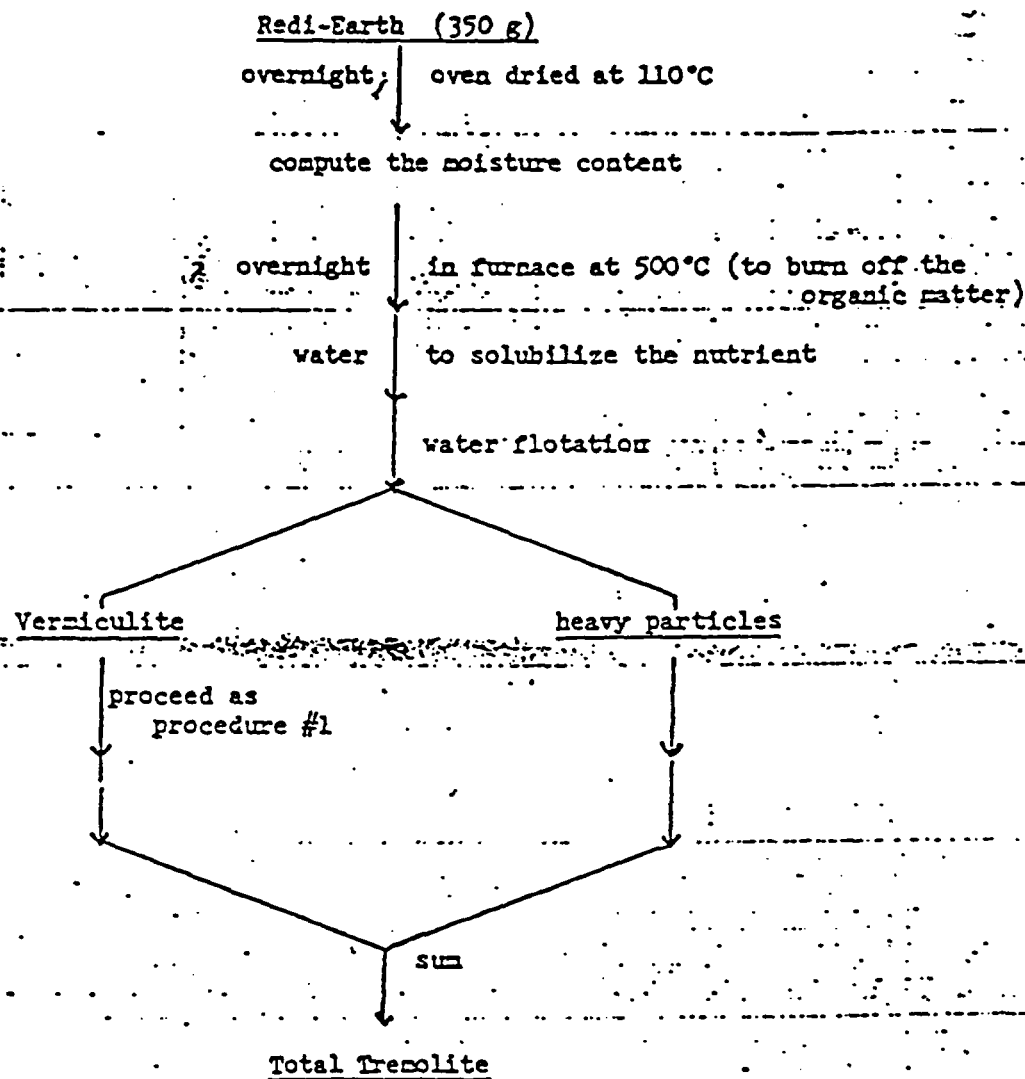 Redi-Earth (350 g)
overnight; oven dried at 110°C
compute the moisture content
overnight in furnace at 500°C (to burn off the
organic matter)
water to solubilize the nutrient
water flotation
Vermiculite heavy particles
proceed as
procedure #1
sum
Total Tremolite